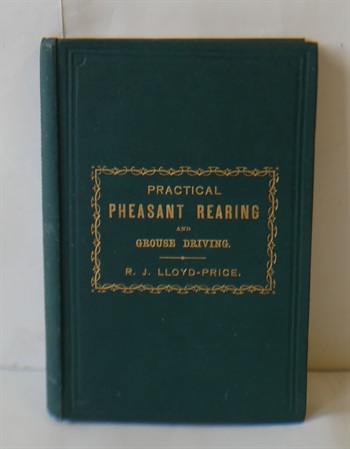 PRACTICAL
PHEASANT REARING
AND
GROUSE DRIVING.
R. J. LLOYD-PRICE.